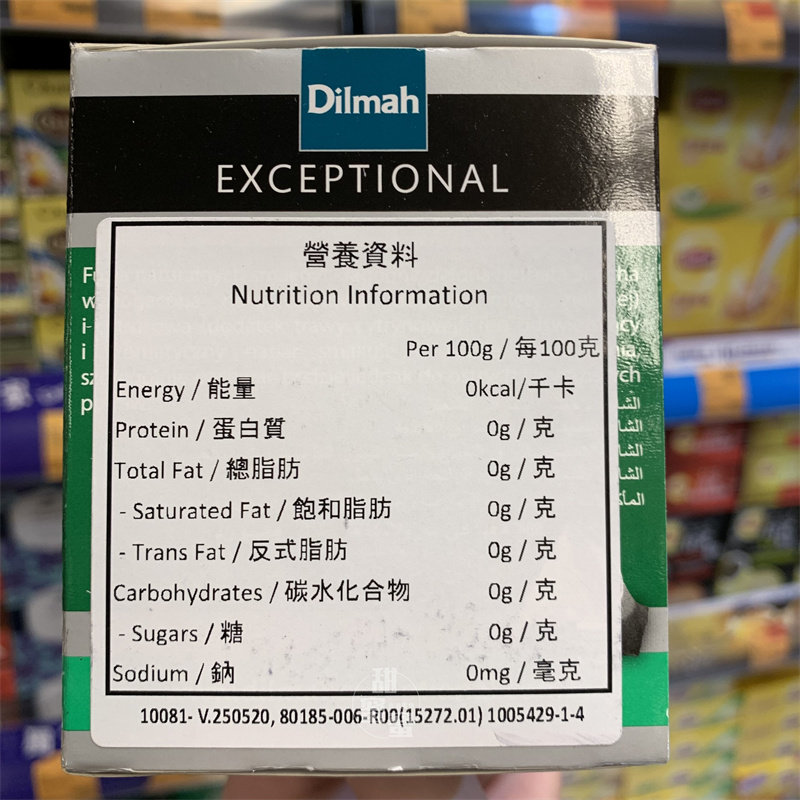 Dilmah
EXCEPTIONAL
營養資料
Nutrition Information
Per 100g / 每100克
Energy / 能量 0kcal/千卡
Protein / 蛋白質 0g / 克
Total Fat / 總脂肪 0g / 克
- Saturated Fat / 飽和脂肪 0g / 克
- Trans Fat / 反式脂肪 0g / 克
Carbohydrates / 碳水化合物 0g / 克
- Sugars / 糖 0g / 克
Sodium / 鈉 0mg / 毫克
10081- V.250520, 80185-006-R00(15272.01) 1005429-1-4